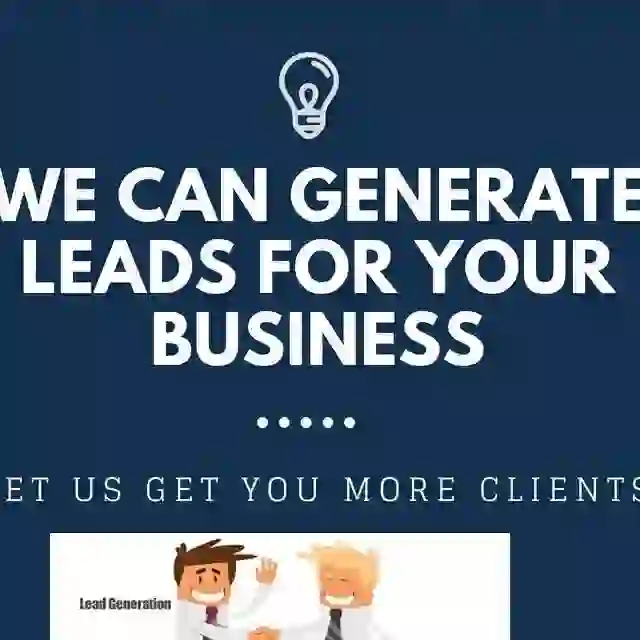 WE CAN GENERATE
LEADS FOR YOUR
BUSINESS
ET US GET YOU MORE CLIENTS
Lead Generation